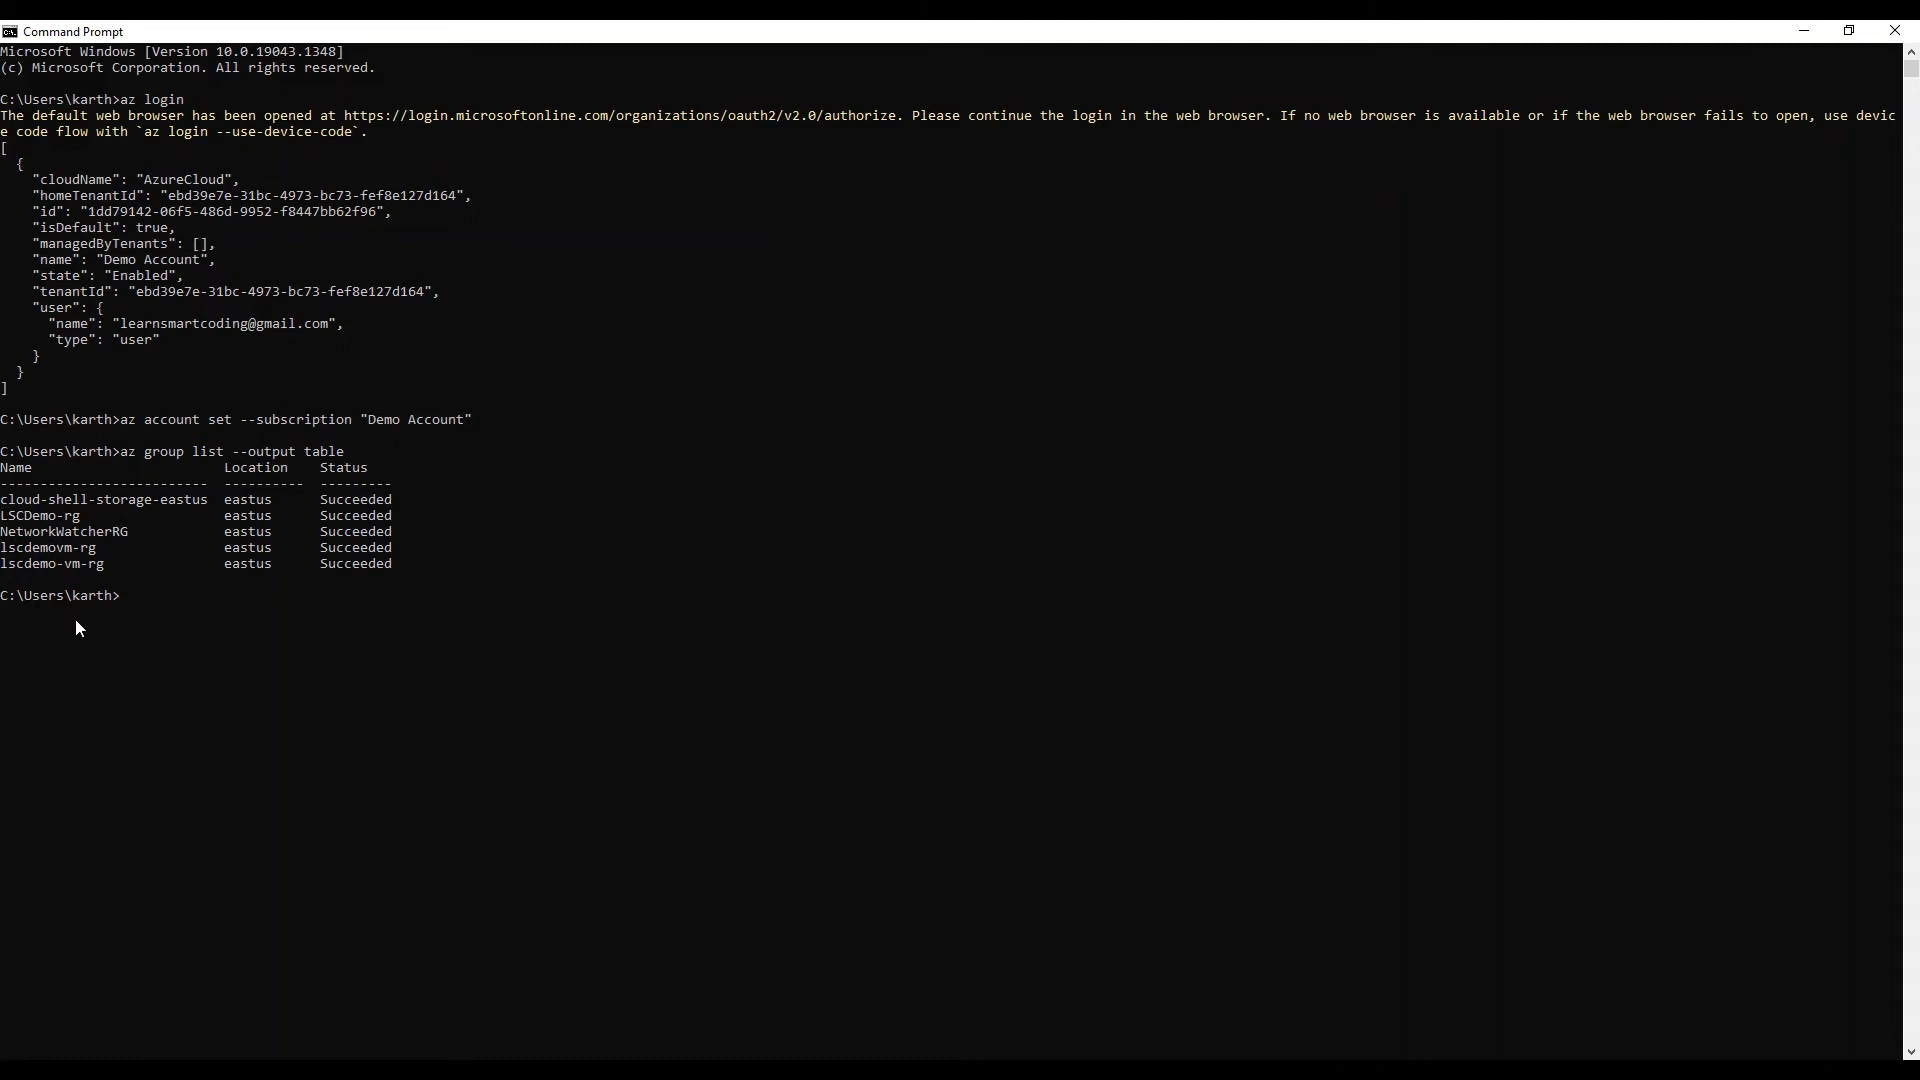 Command Prompt
Microsoft Windows [Version 10.0.19043.1348]
(c) Microsoft Corporation. All rights reserved.
C:\Users\karth>az login
The default web browser has been opened at https://login.microsoftonline.com/organizations/oauth2/v2.0/authorize. Please continue the login in the web browser. If no web browser is available or if the web browser fails to open, use devic
e code flow with `az login --use-device-code`.
[
  {
    "cloudName": "AzureCloud",
    "homeTenantId": "ebd39e7e-31bc-4973-bc73-fef8e127d164",
    "id": "1dd79142-06f5-486d-9952-f8447bb62f96",
    "isDefault": true,
    "managedByTenants": [],
    "name": "Demo Account",
    "state": "Enabled",
    "tenantId": "ebd39e7e-31bc-4973-bc73-fef8e127d164",
    "user": {
      "name": "learnsmartcoding@gmail.com",
      "type": "user"
    }
  }
]
C:\Users\karth>az account set --subscription "Demo Account"
C:\Users\karth>az group list --output table
Name                        Location    Status
--------------------------  ----------  ---------
cloud-shell-storage-eastus  eastus      Succeeded
LSCDemo-rg                  eastus      Succeeded
NetworkWatcherRG            eastus      Succeeded
lscdemovm-rg                eastus      Succeeded
lscdemo-vm-rg               eastus      Succeeded
C:\Users\karth>